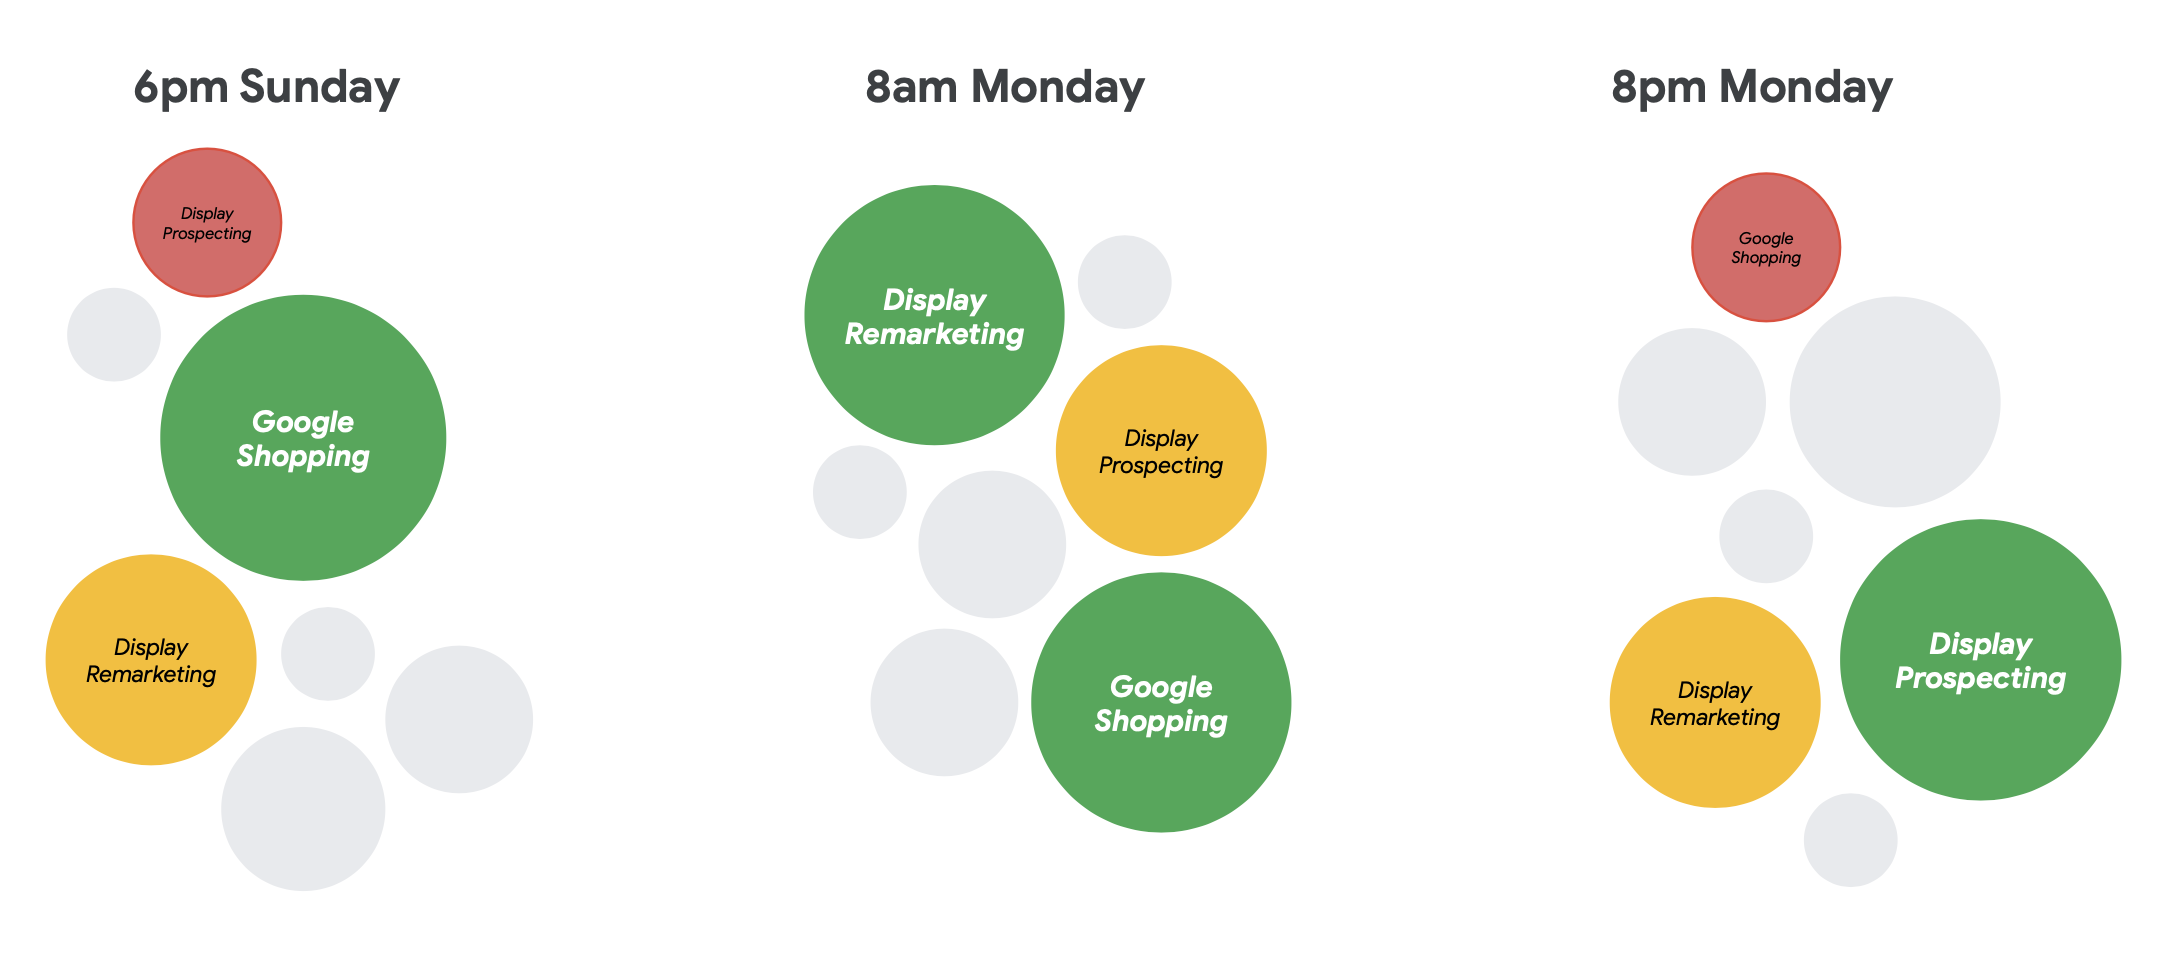 6pm Sunday
Display
Prospecting
Google
Shopping
Display
Remarketing
8am Monday
Display
Remarketing
Display
Prospecting
Google
Shopping
8pm Monday
Google
Shopping
Display
Prospecting
Display
Remarketing